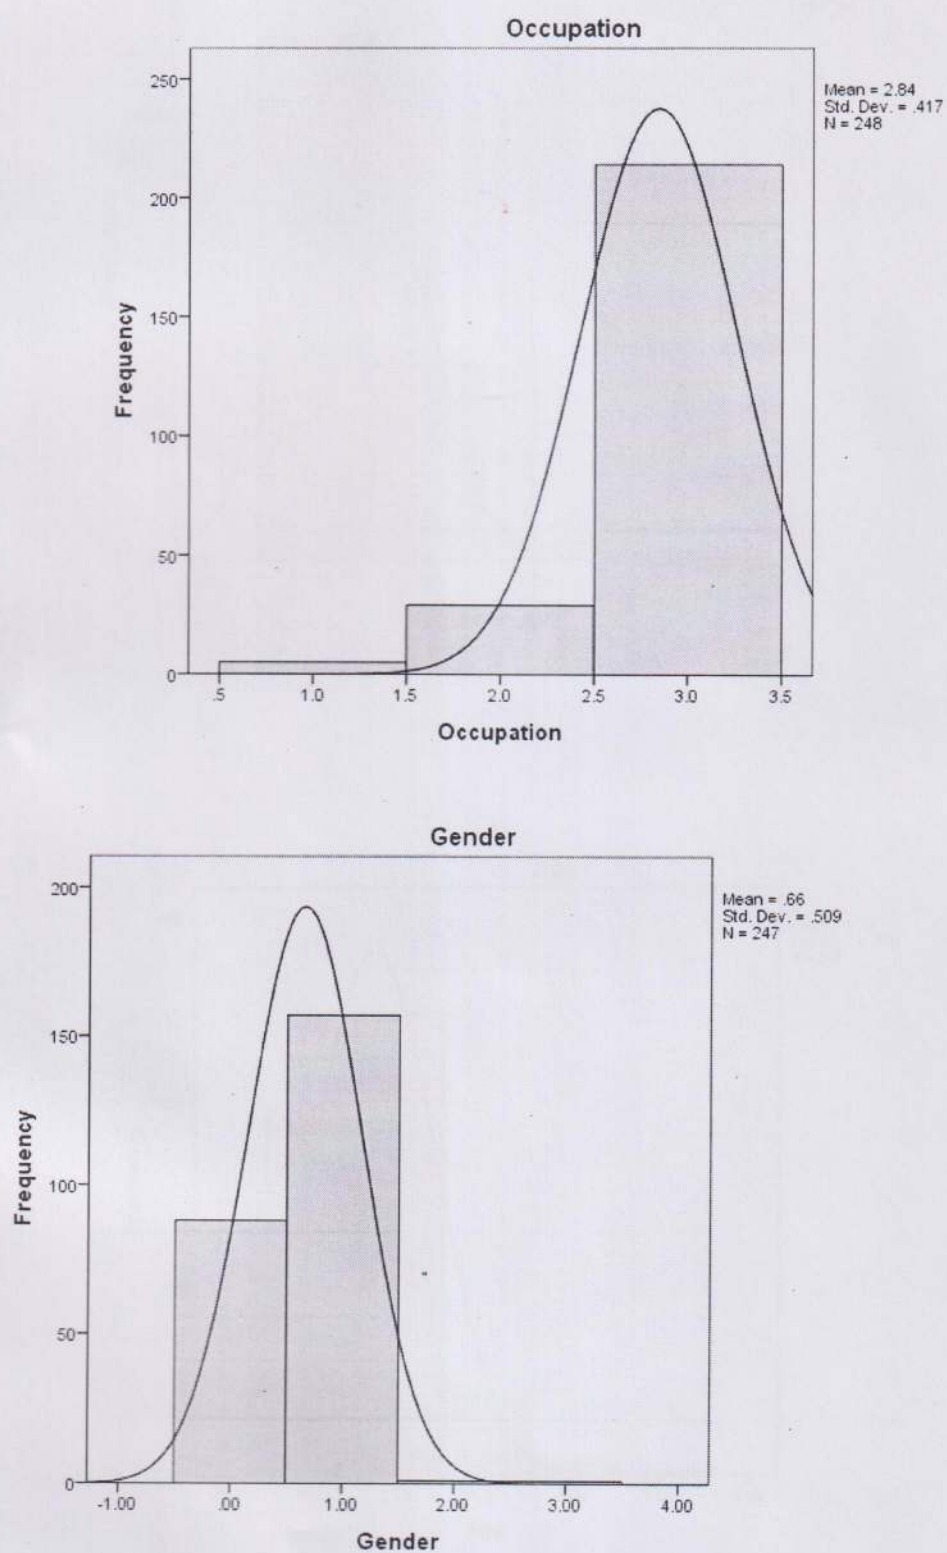 Occupation
250
200
150
100
50
0
Frequency
Mean = 2.84
Std. Dev. = .417
N = 248
.5 1.0 1.5 2.0 2.5 3.0 3.5
Occupation
Gender
200
150
100
50
0
Frequency
Mean = .66
Std. Dev. = .509
N = 247
-1.00 .00 1.00 2.00 3.00 4.00
Gender